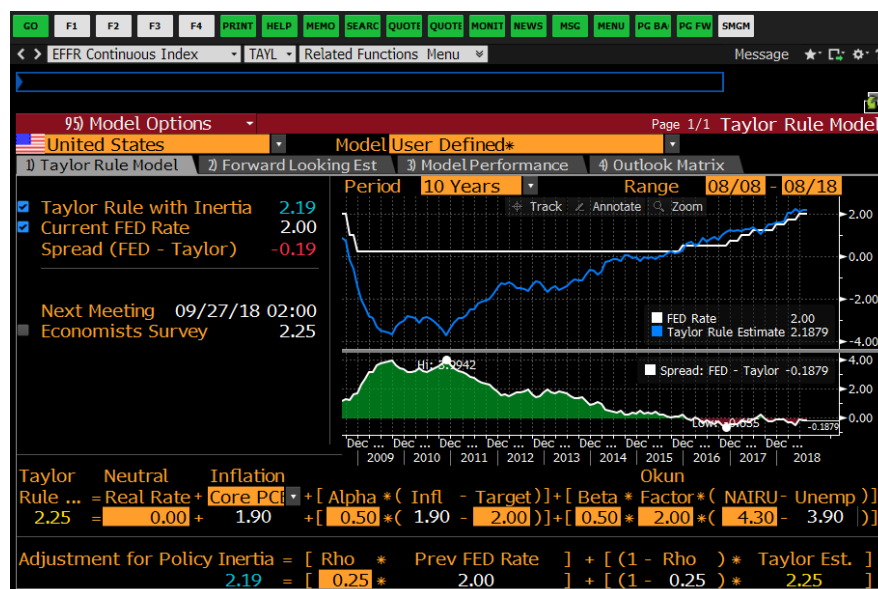 GO F1 F2 F3 F4 PRINT HELP MEMO SEARC QUOTE QUOTE MONIT NEWS MSG MENU PG BA PG FW SMGM
< > EFFR Continuous Index TAYL Related Functions Menu Message
95) Model Options Page 1/1 Taylor Rule Model
United States Model User Defined*
1) Taylor Rule Model 2) Forward Looking Est 3) Model Performance 4) Outlook Matrix
Period 10 Years Range 08/08 - 08/18
Track Annotate Zoom
Taylor Rule with Inertia 2.19
Current FED Rate 2.00
Spread (FED - Taylor) -0.19
Next Meeting 09/27/18 02:00
Economists Survey 2.25
2.00
0.00
-2.00
-4.00
FED Rate 2.00
Taylor Rule Estimate 2.1879
Hi: 3.9942
Spread: FED - Taylor -0.1879
4.00
2.00
0.00
-0.1879
Dec ... Dec ... Dec ... Dec ... Dec ... Dec ... Dec ... Dec ... Dec ... Dec ...
2009 2010 2011 2012 2013 2014 2015 2016 2017 2018
Taylor Neutral Inflation Okun
Rule ... = Real Rate + Core PCE + [ Alpha * ( Infl - Target )] + [ Beta * Factor * ( NAIRU - Unemp )]
2.25 = 0.00 + 1.90 + [ 0.50 * ( 1.90 - 2.00 )] + [ 0.50 * 2.00 * ( 4.30 - 3.90 )]
Adjustment for Policy Inertia = [ Rho * Prev FED Rate ] + [ (1 - Rho ) * Taylor Est. ]
2.19 = [ 0.25 * 2.00 ] + [ (1 - 0.25 ) * 2.25 ]